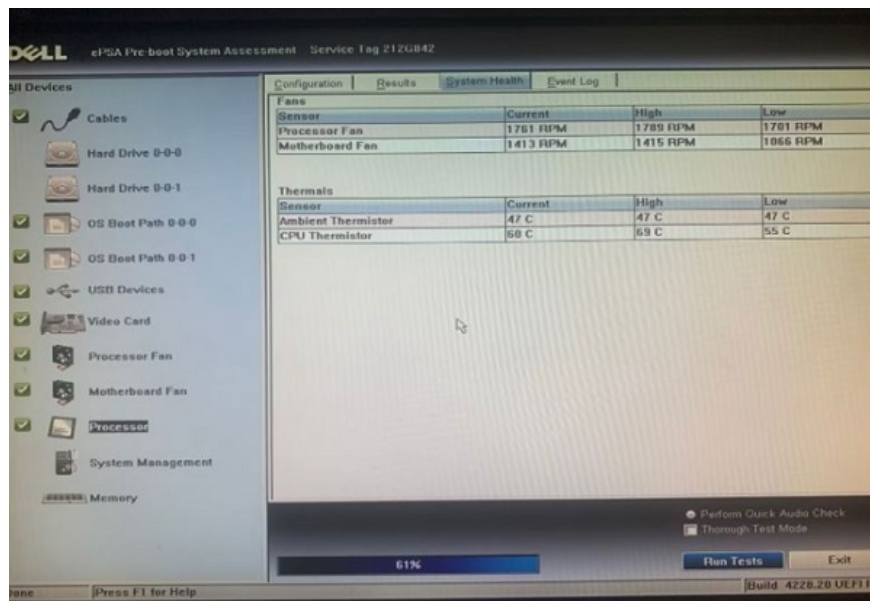 DELL ePSA Pre-boot System Assessment Service Tag 212GB42
All Devices
Configuration Results System Health Event Log
Cables
Hard Drive 0-0-0
Hard Drive 0-0-1
OS Boot Path 0-0-0
OS Boot Path 0-0-1
USB Devices
Video Card
Processor Fan
Motherboard Fan
Processor
System Management
Memory
Fans
Sensor Current High Low
Processor Fan 1761 RPM 1789 RPM 1701 RPM
Motherboard Fan 1413 RPM 1415 RPM 1066 RPM
Thermals
Sensor Current High Low
Ambient Thermistor 47 C 47 C 47 C
CPU Thermistor 68 C 69 C 55 C
Perform Quick Audio Check
Thorough Test Mode
61%
Run Tests Exit
Done Press F1 for Help Build 4228.20 UEFI